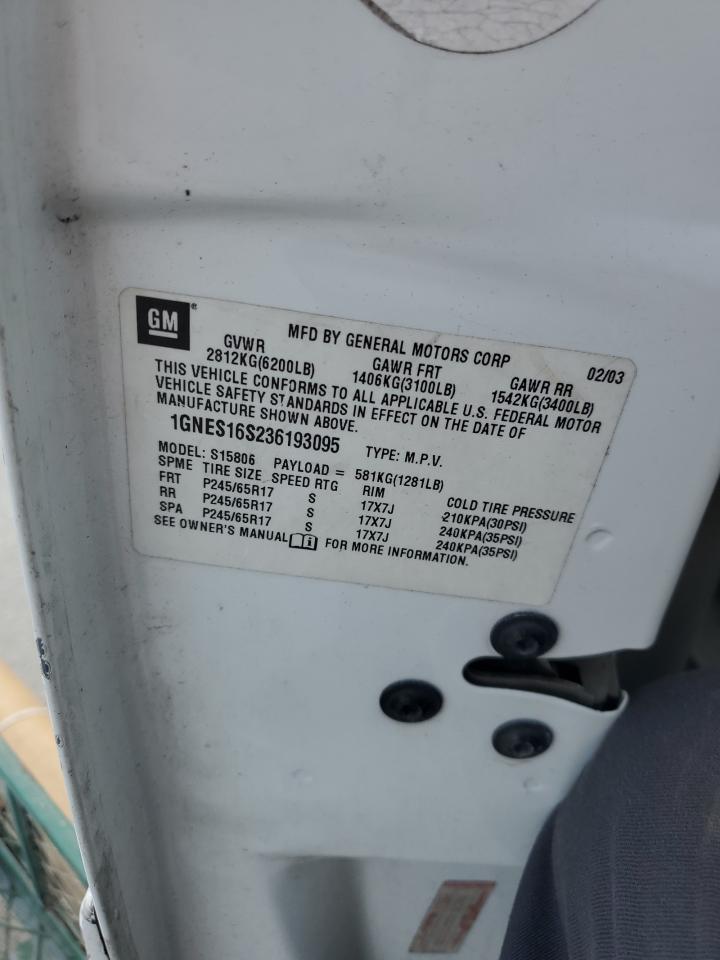 GM
MFD BY GENERAL MOTORS CORP 02/03
GVWR GAWR FRT GAWR RR
2812KG(6200LB) 1406KG(3100LB) 1542KG(3400LB)
THIS VEHICLE CONFORMS TO ALL APPLICABLE U.S. FEDERAL MOTOR
VEHICLE SAFETY STANDARDS IN EFFECT ON THE DATE OF
MANUFACTURE SHOWN ABOVE.
1GNES16S236193095 TYPE: M.P.V.
MODEL: S15806 PAYLOAD = 581KG(1281LB)
SPME TIRE SIZE SPEED RTG RIM COLD TIRE PRESSURE
FRT P245/65R17 S 17X7J 210KPA(30PSI)
RR P245/65R17 S 17X7J 240KPA(35PSI)
SPA P245/65R17 S 17X7J 240KPA(35PSI)
SEE OWNER'S MANUAL FOR MORE INFORMATION.